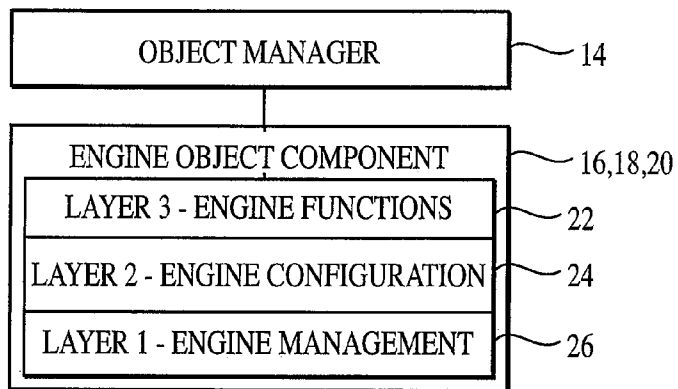 OBJECT MANAGER
14
ENGINE OBJECT COMPONENT
16,18,20
LAYER 3 - ENGINE FUNCTIONS
22
LAYER 2 - ENGINE CONFIGURATION
24
LAYER 1 - ENGINE MANAGEMENT
26